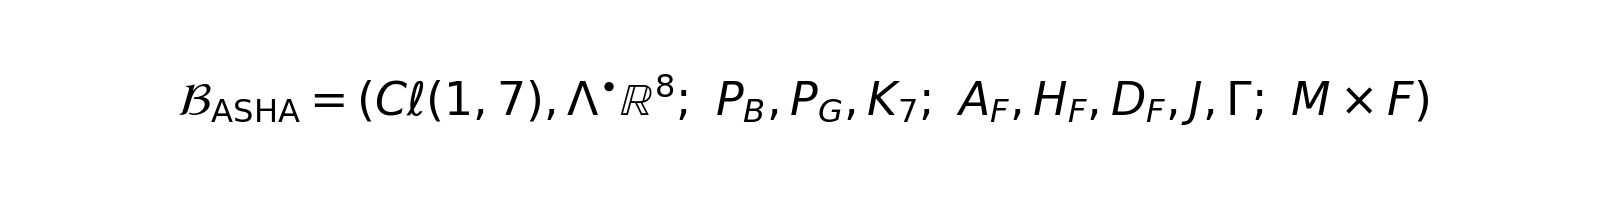 ℬ_ASHA = (Cℓ(1, 7), Λ^•ℝ^8; P_B, P_G, K_7; A_F, H_F, D_F, J, Γ; M × F)